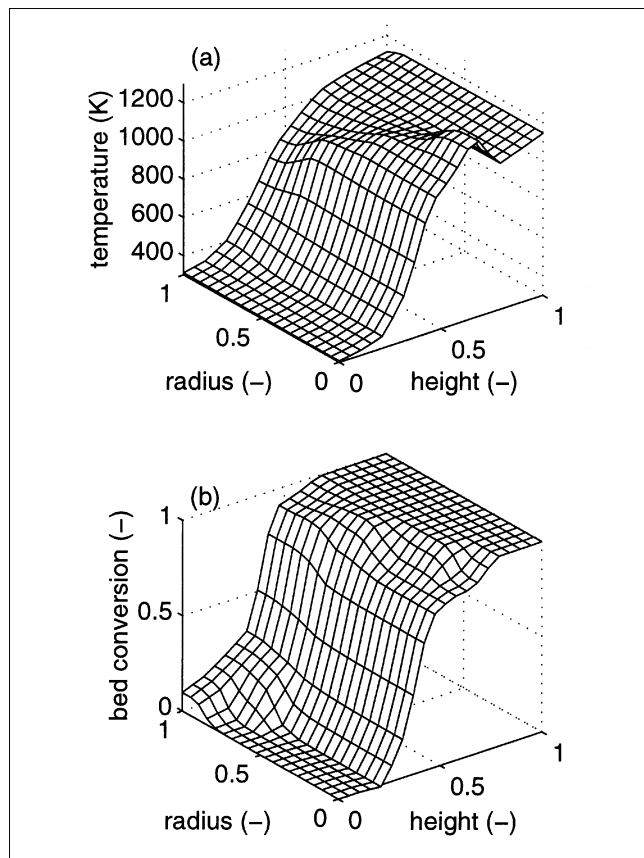 (a)
temperature (K)
1200
1000
800
600
400
1
0.5
0
radius (–)
0
0.5
1
height (–)
(b)
bed conversion (–)
1
0.5
0
1
0.5
0
radius (–)
0
0.5
1
height (–)